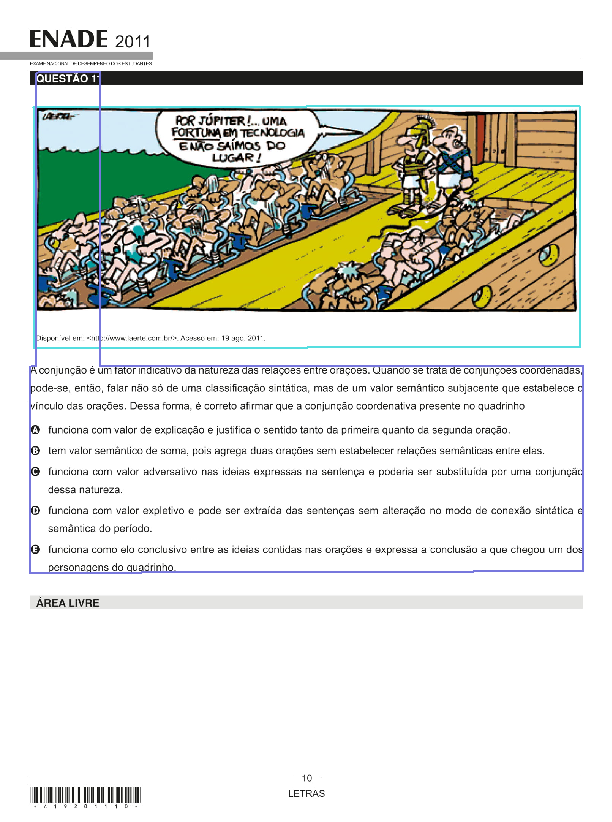 ENADE 2011
EXAME NACIONAL DE DESEMPENHO DOS ESTUDANTES
QUESTÃO 1
LAERTE
POR JÚPITER!... UMA
FORTUNA EM TECNOLOGIA
E NÃO SAÍMOS DO
LUGAR!
Disponível em: <http://www.laerte.com.br/>. Acesso em: 19 ago. 2011.
A conjunção é um fator indicativo da natureza das relações entre orações. Quando se trata de conjunções coordenadas,
pode-se, então, falar não só de uma classificação sintática, mas de um valor semântico subjacente que estabelece o
vínculo das orações. Dessa forma, é correto afirmar que a conjunção coordenativa presente no quadrinho
A funciona com valor de explicação e justifica o sentido tanto da primeira quanto da segunda oração.
B tem valor semântico de soma, pois agrega duas orações sem estabelecer relações semânticas entre elas.
C funciona com valor adversativo nas ideias expressas na sentença e poderia ser substituída por uma conjunção
dessa natureza.
D funciona com valor expletivo e pode ser extraída das sentenças sem alteração no modo de conexão sintática e
semântica do período.
E funciona como elo conclusivo entre as ideias contidas nas orações e expressa a conclusão a que chegou um dos
personagens do quadrinho.
ÁREA LIVRE
10
LETRAS